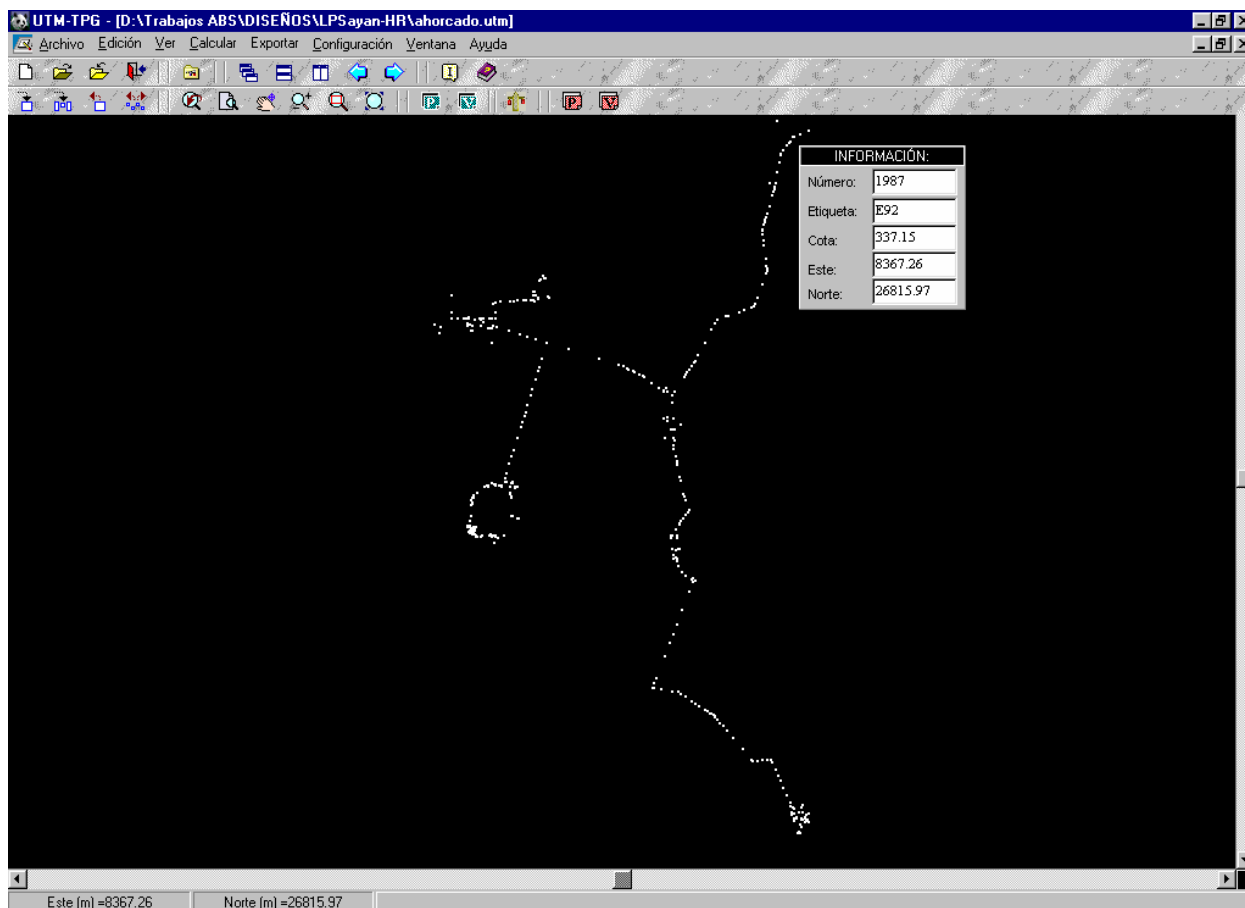 UTM-TPG - [D:\Trabajos ABS\DISEÑOS\LPSayan-HR\ahorcado.utm]
Archivo Edición Ver Calcular Exportar Configuración Ventana Ayuda
INFORMACIÓN:
Número: 1987
Etiqueta: E92
Cota: 337.15
Este: 8367.26
Norte: 26815.97
Este (m) =8367.26 Norte (m) =26815.97